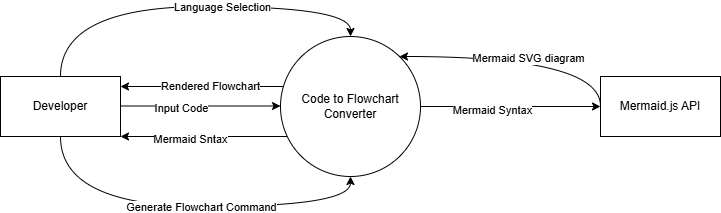 Language Selection
Mermaid SVG diagram
Rendered Flowchart
Developer
Input Code
Code to Flowchart
Converter
Mermaid Syntax
Mermaid.js API
Mermaid Sntax
Generate Flowchart Command